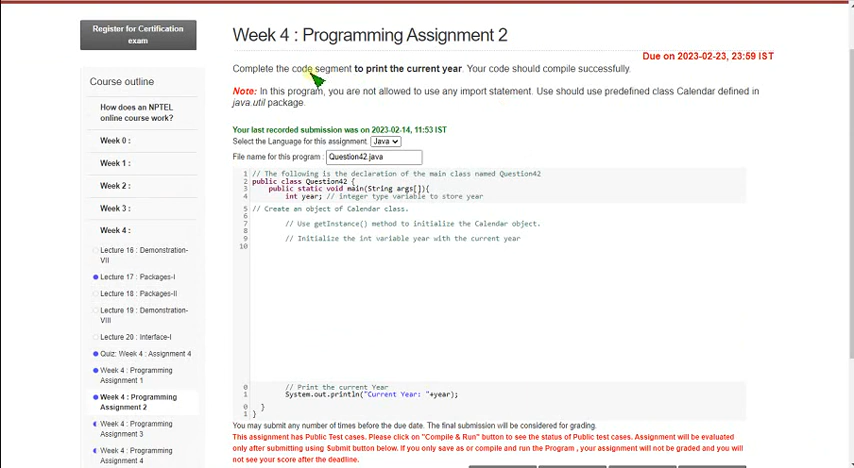 Register for Certification
exam
Course outline
How does an NPTEL
online course work?
Week 0 :
Week 1 :
Week 2 :
Week 3 :
Week 4 :
Lecture 16 : Demonstration-
VII
Lecture 17 : Packages-I
Lecture 18 : Packages-II
Lecture 19 : Demonstration-
VIII
Lecture 20 : Interface-I
Quiz: Week 4 : Assignment 4
Week 4 : Programming
Assignment 1
Week 4 : Programming
Assignment 2
Week 4 : Programming
Assignment 3
Week 4 : Programming
Assignment 4
Week 4 : Programming Assignment 2
Due on 2023-02-23, 23:59 IST
Complete the code segment to print the current year. Your code should compile successfully.
Note: In this program, you are not allowed to use any import statement. Use should use predefined class Calendar defined in
java.util package.
Your last recorded submission was on 2023-02-14, 11:53 IST
Select the Language for this assignment. Java
File name for this program : Question42.java
1 // The following is the declaration of the main class named Question42
2 public class Question42 {
3 public static void main(String args[]){
4 int year; // integer type variable to store year
5 // Create an object of Calendar class.
6
7 // Use getInstance() method to initialize the Calendar object.
8
9 // Initialize the int variable year with the current year
10
0 // Print the current Year
1 System.out.println("Current Year: "+year);
0 }
1 }
You may submit any number of times before the due date. The final submission will be considered for grading.
This assignment has Public Test cases. Please click on "Compile & Run" button to see the status of Public test cases. Assignment will be evaluated
only after submitting using Submit button below. If you only save as or compile and run the Program , your assignment will not be graded and you will
not see your score after the deadline.